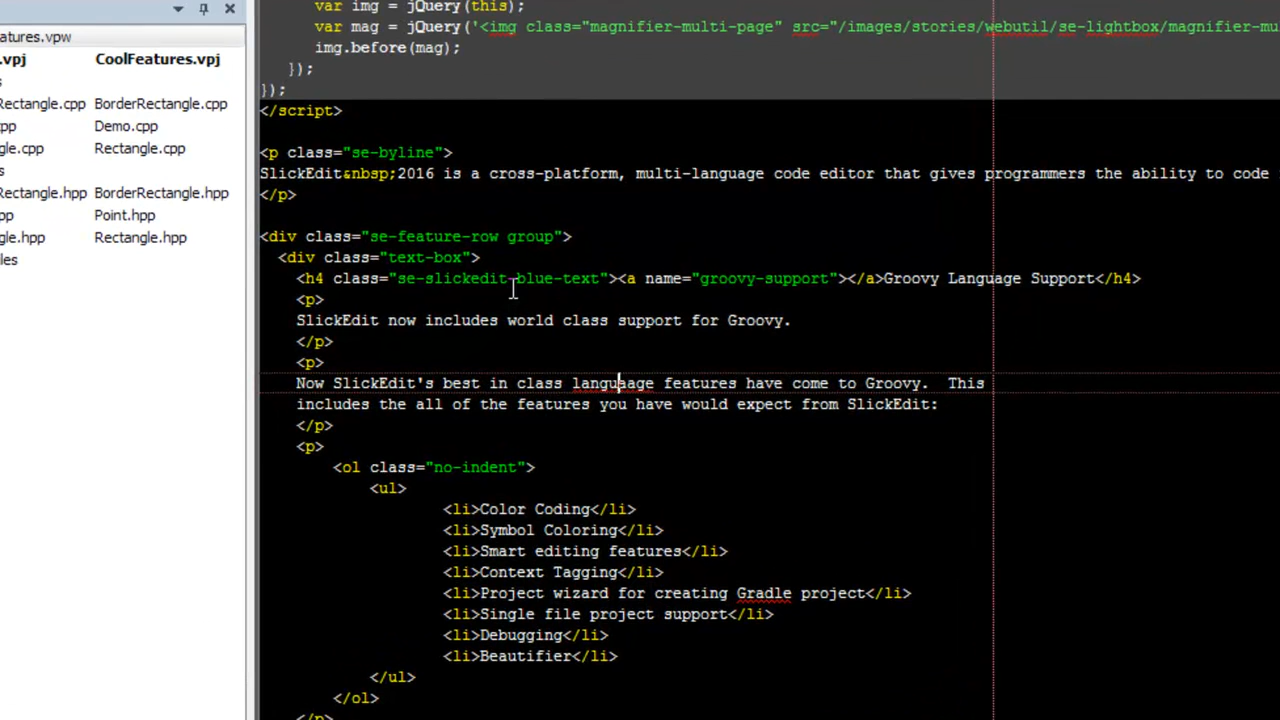 var img = jQuery(this);
var mag = jQuery('<img class="magnifier-multi-page" src="/images/stories/webutil/se-lightbox/magnifier-mu
img.before(mag);
});
});
</script>
<p class="se-byline">
SlickEdit&nbsp;2016 is a cross-platform, multi-language code editor that gives programmers the ability to code
</p>
<div class="se-feature-row group">
<div class="text-box">
<h4 class="se-slickedit-blue-text"><a name="groovy-support"></a>Groovy Language Support</h4>
<p>
SlickEdit now includes world class support for Groovy.
</p>
<p>
Now SlickEdit's best in class languaage features have come to Groovy.  This
includes the all of the features you have would expect from SlickEdit:
</p>
<p>
<ol class="no-indent">
<ul>
<li>Color Coding</li>
<li>Symbol Coloring</li>
<li>Smart editing features</li>
<li>Context Tagging</li>
<li>Project wizard for creating Gradle project</li>
<li>Single file project support</li>
<li>Debugging</li>
<li>Beautifier</li>
</ul>
</ol>
</p>
atures.vpw
.vpj CoolFeatures.vpj
s
Rectangle.cpp BorderRectangle.cpp
cpp Demo.cpp
gle.cpp Rectangle.cpp
s
Rectangle.hpp BorderRectangle.hpp
pp Point.hpp
gle.hpp Rectangle.hpp
les